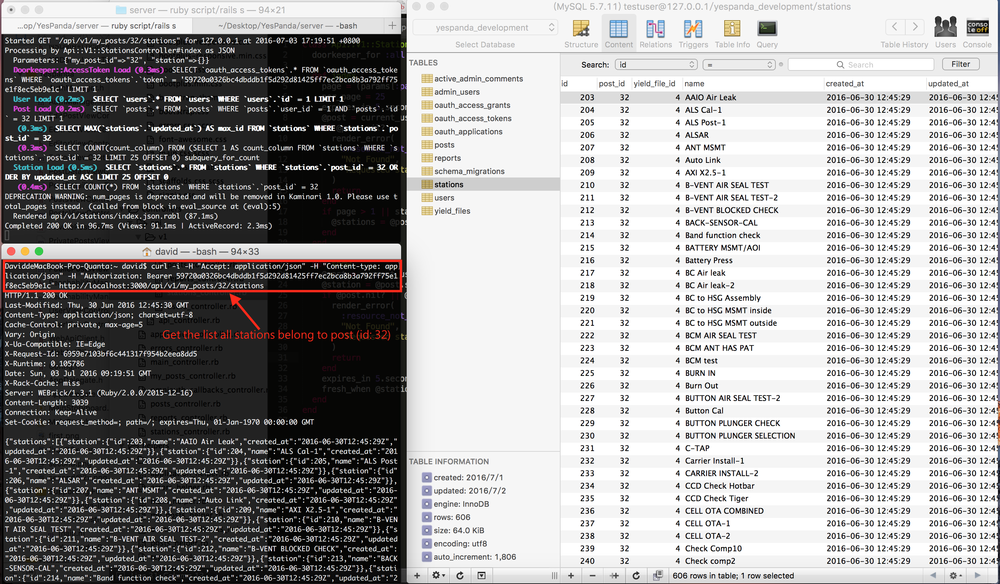 server — ruby script/rails s — 94×21
...op/YesPanda/server — ruby script/rails s
~/Desktop/YesPanda/server — -bash
Started GET "/api/v1/my_posts/32/stations" for 127.0.0.1 at 2016-07-03 17:19:51 +0800
Processing by Api::V1::StationsController#index as JSON
Parameters: {"my_post_id"=>"32", "station"=>{}}
Doorkeeper::AccessToken Load (0.3ms) SELECT `oauth_access_tokens`.* FROM `oauth_access_toke
ns` WHERE `oauth_access_tokens`.`token` = '59720a0326bc4dbddb1f5d292d81425ff7ec2bca8b3a792ff75
e1f8ec5eb9e1c' LIMIT 1
User Load (0.2ms) SELECT `users`.* FROM `users` WHERE `users`.`id` = 1 LIMIT 1
Post Load (0.2ms) SELECT `posts`.* FROM `posts` WHERE `posts`.`user_id` = 1 AND `posts`.`id
` = 32 LIMIT 1
(0.3ms) SELECT MAX(`stations`.`updated_at`) AS max_id FROM `stations` WHERE `stations`.`po
st_id` = 32
(0.3ms) SELECT COUNT(count_column) FROM (SELECT 1 AS count_column FROM `stations` WHERE `s
tations`.`post_id` = 32 LIMIT 25 OFFSET 0) subquery_for_count
Station Load (0.5ms) SELECT `stations`.* FROM `stations` WHERE `stations`.`post_id` = 32 OR
DER BY updated_at ASC LIMIT 25 OFFSET 0
(0.4ms) SELECT COUNT(*) FROM `stations` WHERE `stations`.`post_id` = 32
DEPRECATION WARNING: num_pages is deprecated and will be removed in Kaminari 1.0. Please use t
otal_pages instead. (called from block in eval_source at (eval):5)
Rendered api/v1/stations/index.json.rabl (87.1ms)
Completed 200 OK in 96.7ms (Views: 91.1ms | ActiveRecord: 2.3ms)
david — -bash — 94×33
DaviddeMacBook-Pro-Quanta:~ david$ curl -i -H "Accept: application/json" -H "Content-type: app
lication/json" -H "Authorization: Bearer 59720a0326bc4dbddb1f5d292d81425ff7ec2bca8b3a792ff75e1
f8ec5eb9e1c" http://localhost:3000/api/v1/my_posts/32/stations
HTTP/1.1 200 OK
Last-Modified: Thu, 30 Jun 2016 12:45:30 GMT
Content-Type: application/json; charset=utf-8
Cache-Control: private, max-age=5
Get the list all stations belong to post (id: 32)
Vary: Origin
X-Ua-Compatible: IE=Edge
X-Request-Id: 6959e7103bf6c441317f954b2eea8dd5
X-Runtime: 0.105786
Date: Sun, 03 Jul 2016 09:19:51 GMT
X-Rack-Cache: miss
Server: WEBrick/1.3.1 (Ruby/2.0.0/2015-12-16)
Content-Length: 3039
Connection: Keep-Alive
Set-Cookie: request_method=; path=/; expires=Thu, 01-Jan-1970 00:00:00 GMT
{"stations":[{"station":{"id":203,"name":"AAIO Air Leak","created_at":"2016-06-30T12:45:29Z","
updated_at":"2016-06-30T12:45:29Z"}},{"station":{"id":204,"name":"ALS Cal-1","created_at":"201
6-06-30T12:45:29Z","updated_at":"2016-06-30T12:45:29Z"}},{"station":{"id":205,"name":"ALS Post
-1","created_at":"2016-06-30T12:45:29Z","updated_at":"2016-06-30T12:45:29Z"}},{"station":{"id"
:206,"name":"ALSAR","created_at":"2016-06-30T12:45:29Z","updated_at":"2016-06-30T12:45:29Z"}},
{"station":{"id":207,"name":"ANT MSMT","created_at":"2016-06-30T12:45:29Z","updated_at":"2016-
06-30T12:45:29Z"}},{"station":{"id":208,"name":"Auto Link","created_at":"2016-06-30T12:45:29Z"
,"updated_at":"2016-06-30T12:45:29Z"}},{"station":{"id":209,"name":"AXI X2.5-1","created_at":"
2016-06-30T12:45:29Z","updated_at":"2016-06-30T12:45:29Z"}},{"station":{"id":210,"name":"B-VEN
T AIR SEAL TEST","created_at":"2016-06-30T12:45:29Z","updated_at":"2016-06-30T12:45:29Z"}},{"s
tation":{"id":211,"name":"B-VENT AIR SEAL TEST-2","created_at":"2016-06-30T12:45:29Z","updated
_at":"2016-06-30T12:45:29Z"}},{"station":{"id":212,"name":"B-VENT BLOCKED CHECK","created_at":
"2016-06-30T12:45:29Z","updated_at":"2016-06-30T12:45:29Z"}},{"station":{"id":213,"name":"BACK
-SENSOR-CAL","created_at":"2016-06-30T12:45:29Z","updated_at":"2016-06-30T12:45:29Z"}},{"stati
on":{"id":214,"name":"Band function check","created_at":"2016-06-30T12:45:29Z","updated_at":"2
(MySQL 5.7.11) testuser@127.0.0.1/yespanda_development/stations
yespanda_development
Select Database
Structure Content Relations Triggers Table Info Query
conso
le off
Table History Users Console
TABLES
active_admin_comments
admin_users
oauth_access_grants
oauth_access_tokens
oauth_applications
posts
reports
schema_migrations
stations
users
yield_files
TABLE INFORMATION
created: 2016/7/1
updated: 2016/7/2
engine: InnoDB
rows: 606
size: 64.0 KiB
encoding: utf8
auto_increment: 1,806
Search: id = Search Filter
id post_id yield_file_id name created_at updated_at
203 32 4 AAIO Air Leak 2016-06-30 12:45:29 2016-06-30 12:45
204 32 4 ALS Cal-1 2016-06-30 12:45:29 2016-06-30 12:45
205 32 4 ALS Post-1 2016-06-30 12:45:29 2016-06-30 12:45
206 32 4 ALSAR 2016-06-30 12:45:29 2016-06-30 12:45
207 32 4 ANT MSMT 2016-06-30 12:45:29 2016-06-30 12:45
208 32 4 Auto Link 2016-06-30 12:45:29 2016-06-30 12:45
209 32 4 AXI X2.5-1 2016-06-30 12:45:29 2016-06-30 12:45
210 32 4 B-VENT AIR SEAL TEST 2016-06-30 12:45:29 2016-06-30 12:45
211 32 4 B-VENT AIR SEAL TEST-2 2016-06-30 12:45:29 2016-06-30 12:45
212 32 4 B-VENT BLOCKED CHECK 2016-06-30 12:45:29 2016-06-30 12:45
213 32 4 BACK-SENSOR-CAL 2016-06-30 12:45:29 2016-06-30 12:45
214 32 4 Band function check 2016-06-30 12:45:29 2016-06-30 12:45
215 32 4 BATTERY MSMT/AOI 2016-06-30 12:45:29 2016-06-30 12:45
216 32 4 Battery Press 2016-06-30 12:45:29 2016-06-30 12:45
217 32 4 BC Air leak 2016-06-30 12:45:29 2016-06-30 12:45
218 32 4 BC Air leak-2 2016-06-30 12:45:29 2016-06-30 12:45
219 32 4 BC to HSG Assembly 2016-06-30 12:45:29 2016-06-30 12:45
220 32 4 BC to HSG MSMT inside 2016-06-30 12:45:29 2016-06-30 12:45
221 32 4 BC to HSG MSMT outside 2016-06-30 12:45:29 2016-06-30 12:45
222 32 4 BCM AIR SEAL TEST 2016-06-30 12:45:29 2016-06-30 12:45
223 32 4 BCM ANT HAS PAT 2016-06-30 12:45:29 2016-06-30 12:45
224 32 4 BCM test 2016-06-30 12:45:29 2016-06-30 12:45
225 32 4 BURN IN 2016-06-30 12:45:29 2016-06-30 12:45
226 32 4 Burn Out 2016-06-30 12:45:29 2016-06-30 12:45
227 32 4 BUTTON AIR SEAL TEST-2 2016-06-30 12:45:29 2016-06-30 12:45
228 32 4 Button Cal 2016-06-30 12:45:29 2016-06-30 12:45
229 32 4 BUTTON PLUNGER CHECK 2016-06-30 12:45:29 2016-06-30 12:45
230 32 4 BUTTON PLUNGER SELECTION 2016-06-30 12:45:29 2016-06-30 12:45
231 32 4 C-TAP 2016-06-30 12:45:29 2016-06-30 12:45
232 32 4 Carrier Install-1 2016-06-30 12:45:29 2016-06-30 12:45
233 32 4 CARRIER INSTALL-2 2016-06-30 12:45:29 2016-06-30 12:45
234 32 4 CCD Check Hotbar 2016-06-30 12:45:29 2016-06-30 12:45
235 32 4 CCD Check Tiger 2016-06-30 12:45:29 2016-06-30 12:45
236 32 4 CELL OTA COMBINED 2016-06-30 12:45:29 2016-06-30 12:45
237 32 4 CELL OTA-1 2016-06-30 12:45:29 2016-06-30 12:45
238 32 4 CELL OTA-2 2016-06-30 12:45:29 2016-06-30 12:45
239 32 4 Check Comp10 2016-06-30 12:45:29 2016-06-30 12:45
240 32 4 Check comp2 2016-06-30 12:45:29 2016-06-30 12:45
606 rows in table; 1 row selected